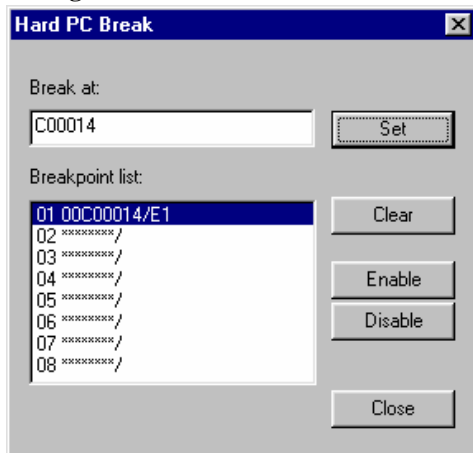 Hard PC Break
Break at:
C00014
Set
Breakpoint list:
01 00C00014/E1
02 ********/
03 ********/
04 ********/
05 ********/
06 ********/
07 ********/
08 ********/
Clear
Enable
Disable
Close